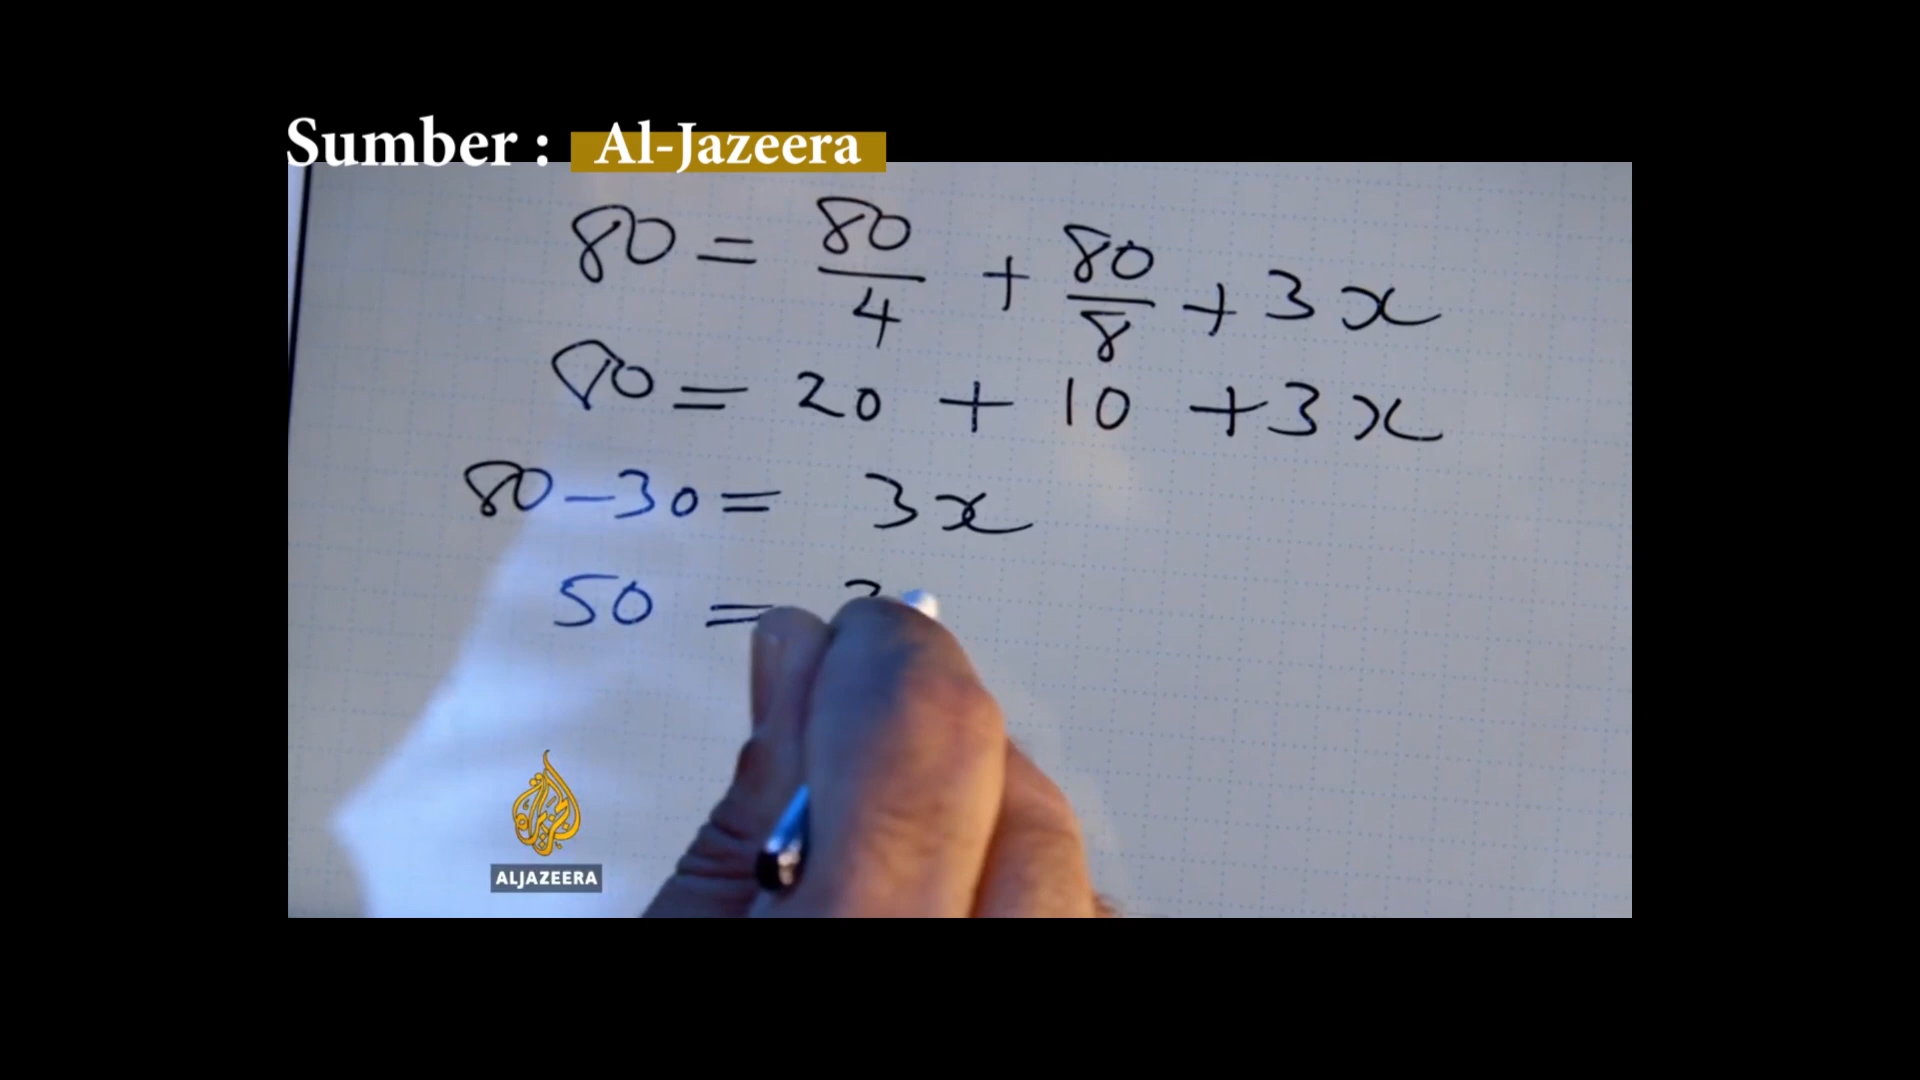 Sumber : Al-Jazeera
80 = 80/4 + 80/8 + 3x
80 = 20 + 10 + 3x
80 - 30 = 3x
50 =
ALJAZEERA